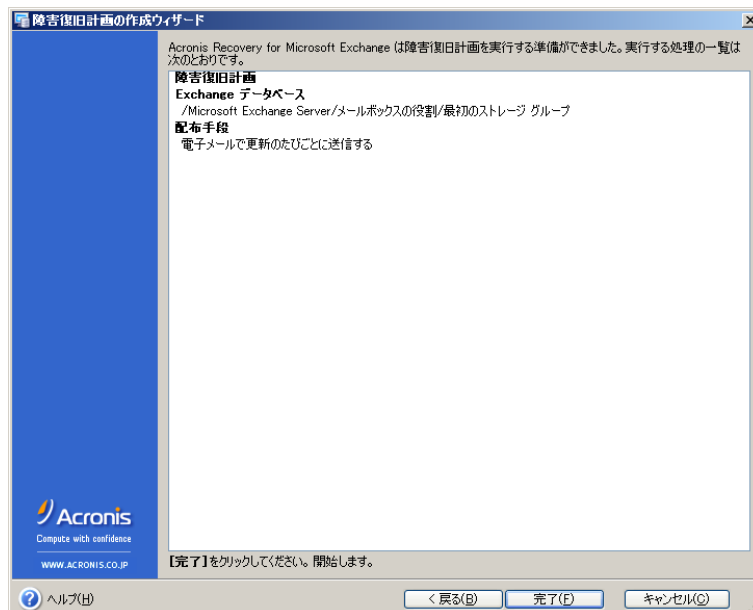 障害復旧計画の作成ウィザード
Acronis Recovery for Microsoft Exchange は障害復旧計画を実行する準備ができました。実行する処理の一覧は
次のとおりです。
障害復旧計画
Exchange データベース
/Microsoft Exchange Server/メールボックスの役割/最初のストレージ グループ
配布手段
電子メールで更新のたびごとに送信する
Acronis
Compute with confidence
WWW.ACRONIS.CO.JP
[完了]をクリックしてください。開始します。
ヘルプ(H)
< 戻る(B)
完了(F)
キャンセル(C)